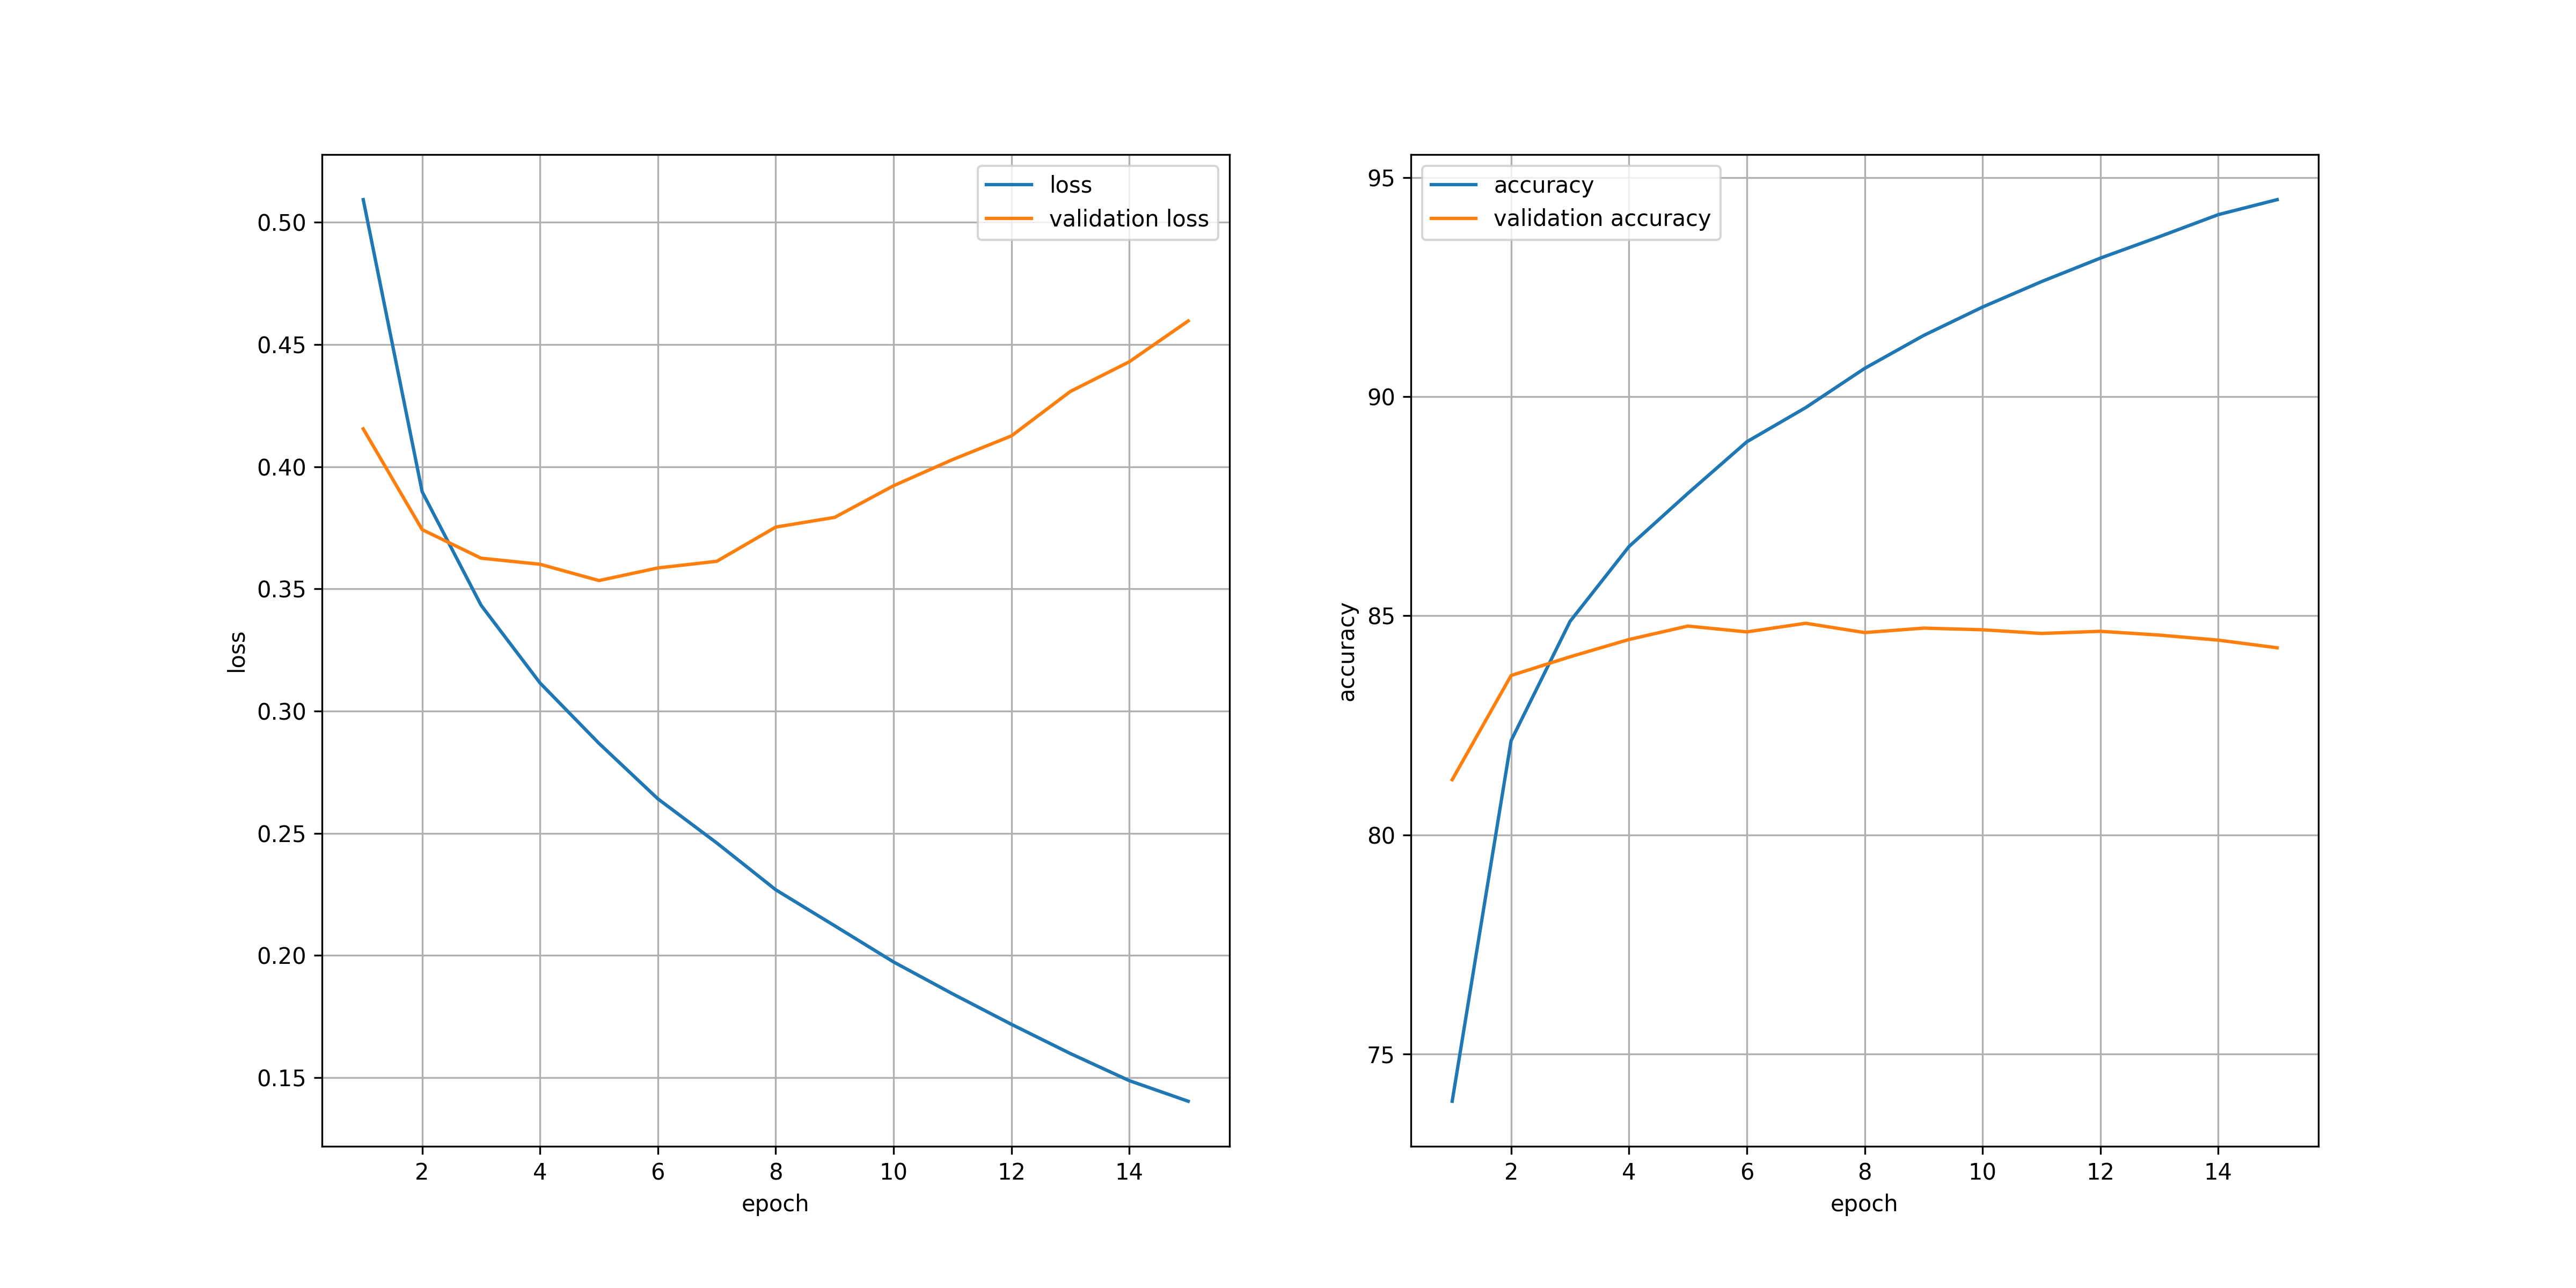 loss
validation loss
0.50
0.45
0.40
0.35
0.30
0.25
0.20
0.15
loss
2 4 6 8 10 12 14
epoch
accuracy
validation accuracy
95
90
85
80
75
accuracy
2 4 6 8 10 12 14
epoch